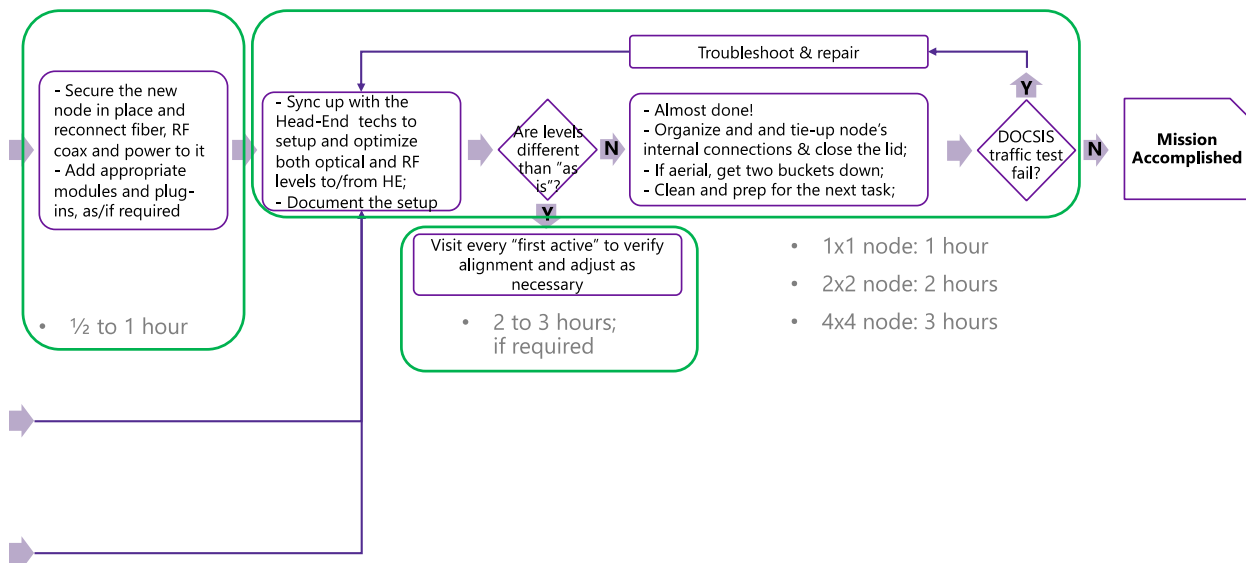 Troubleshoot & repair
- Secure the new
node in place and
reconnect fiber, RF
coax and power to it
- Add appropriate
modules and plug-
ins, as/if required
½ to 1 hour
- Sync up with the
Head-End techs to
setup and optimize
both optical and RF
levels to/from HE;
- Document the setup
Are levels
different
than "as
is"?
N
Y
- Almost done!
- Organize and and tie-up node's
internal connections & close the lid;
- If aerial, get two buckets down;
- Clean and prep for the next task;
DOCSIS
traffic test
fail?
Y
N
Mission
Accomplished
Visit every "first active" to verify
alignment and adjust as
necessary
• 2 to 3 hours;
if required
• 1x1 node: 1 hour
• 2x2 node: 2 hours
• 4x4 node: 3 hours